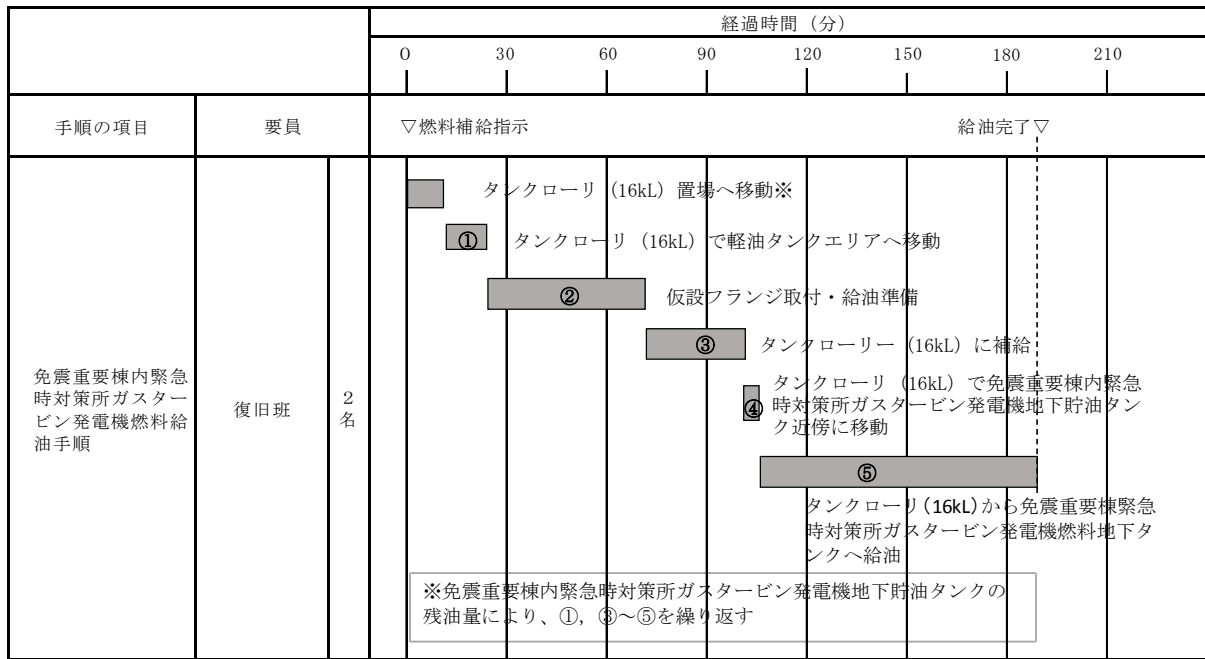 経過時間（分）
0 30 60 90 120 150 180 210
手順の項目 要員 ▽燃料補給指示 給油完了▽
タンクローリ（16kL）置場へ移動※
① タンクローリ（16kL）で軽油タンクエリアへ移動
② 仮設フランジ取付・給油準備
③ タンクローリー（16kL）に補給
免震重要棟内緊急
時対策所ガスター
ビン発電機燃料給
油手順
復旧班
2
名
④ タンクローリ（16kL）で免震重要棟内緊急
時対策所ガスタービン発電機地下貯油タン
ク近傍に移動
⑤
タンクローリ(16kL)から免震重要棟緊急
時対策所ガスタービン発電機燃料地下タ
ンクへ給油
※免震重要棟内緊急時対策所ガスタービン発電機地下貯油タンクの
残油量により、①，③～⑤を繰り返す